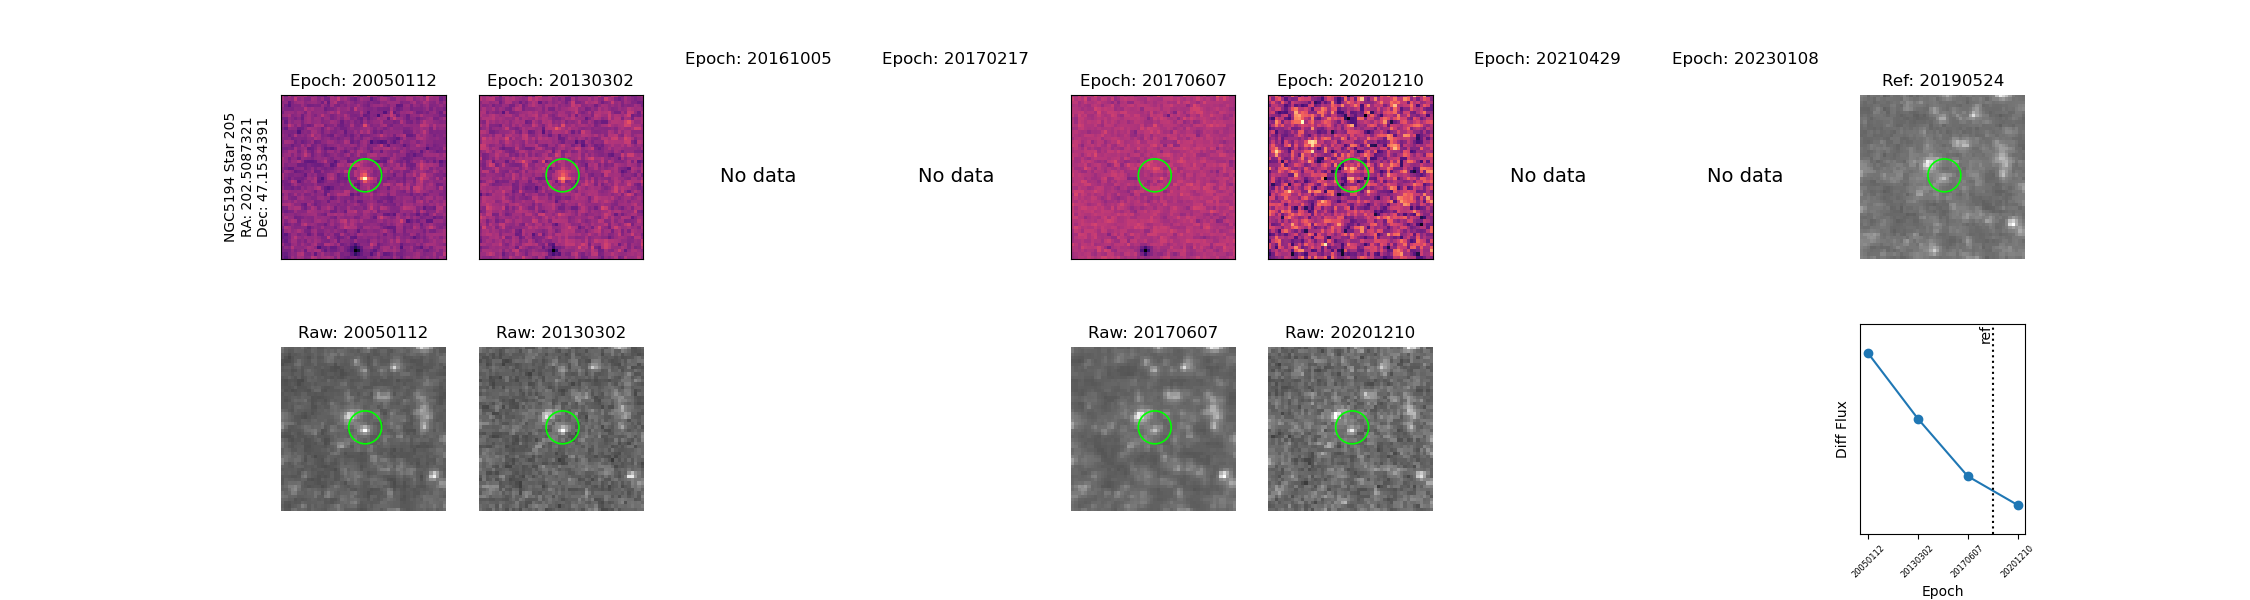 Epoch: 20161005
Epoch: 20170217
Epoch: 20210429
Epoch: 20230108
Epoch: 20050112
Epoch: 20130302
Epoch: 20170607
Epoch: 20201210
Ref: 20190524
NGC5194 Star 205
RA: 202.5087321
Dec: 47.1534391
No data
No data
No data
No data
Raw: 20050112
Raw: 20130302
Raw: 20170607
Raw: 20201210
ref
Diff Flux
20050112
20130302
20170607
20201210
Epoch